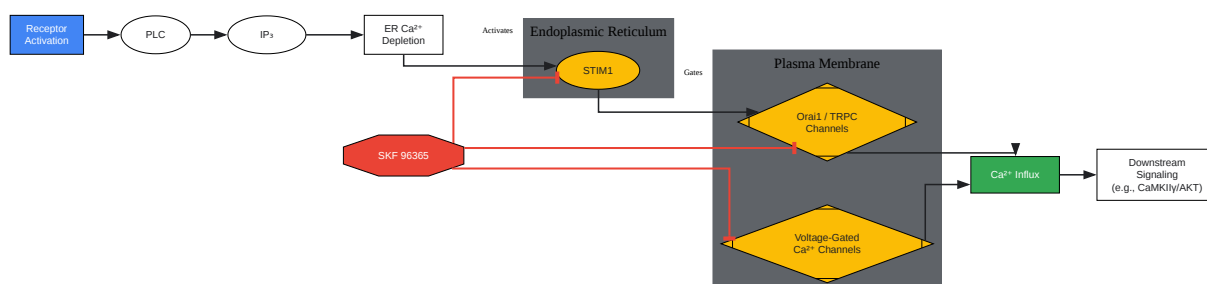 Receptor
Activation
PLC
IP₃
ER Ca²⁺
Depletion
Activates
Endoplasmic Reticulum
STIM1
Gates
Plasma Membrane
Orai1 / TRPC
Channels
SKF 96365
Ca²⁺ Influx
Downstream
Signaling
(e.g., CaMKIIγ/AKT)
Voltage-Gated
Ca²⁺ Channels